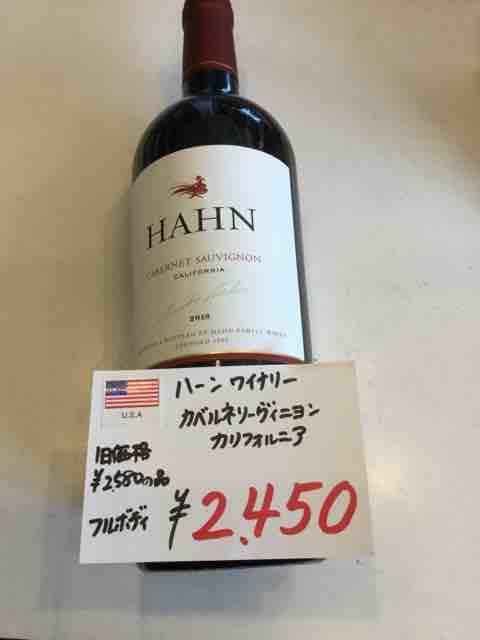 HAHN
CABERNET SAUVIGNON
CALIFORNIA
2018
U.S.A
ハーン ワイナリー
カバルネリーヴィニヨン
カリフォルニア
旧価格
¥2,580の品
フルボディ
¥2,450